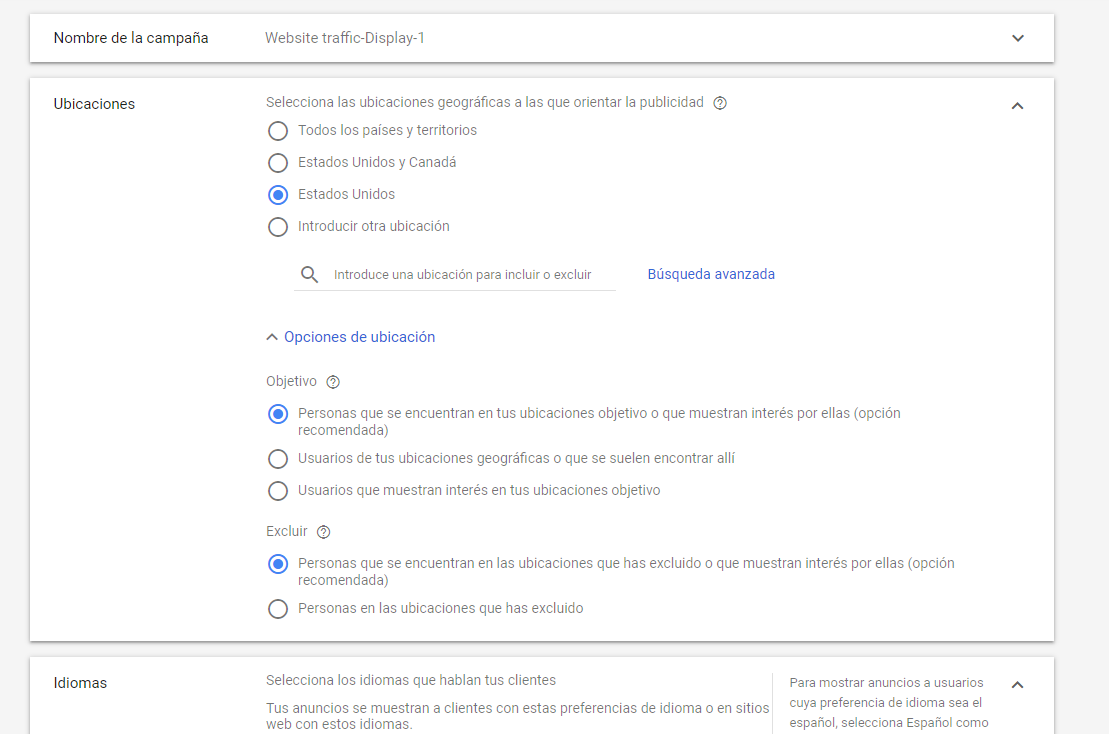 Nombre de la campaña
Website traffic-Display-1
Ubicaciones
Selecciona las ubicaciones geográficas a las que orientar la publicidad
Todos los países y territorios
Estados Unidos y Canadá
Estados Unidos
Introducir otra ubicación
Introduce una ubicación para incluir o excluir
Búsqueda avanzada
Opciones de ubicación
Objetivo
Personas que se encuentran en tus ubicaciones objetivo o que muestran interés por ellas (opción
recomendada)
Usuarios de tus ubicaciones geográficas o que se suelen encontrar allí
Usuarios que muestran interés en tus ubicaciones objetivo
Excluir
Personas que se encuentran en las ubicaciones que has excluido o que muestran interés por ellas (opción
recomendada)
Personas en las ubicaciones que has excluido
Idiomas
Selecciona los idiomas que hablan tus clientes
Tus anuncios se muestran a clientes con estas preferencias de idioma o en sitios
web con estos idiomas.
Para mostrar anuncios a usuarios
cuya preferencia de idioma sea el
español, selecciona Español como